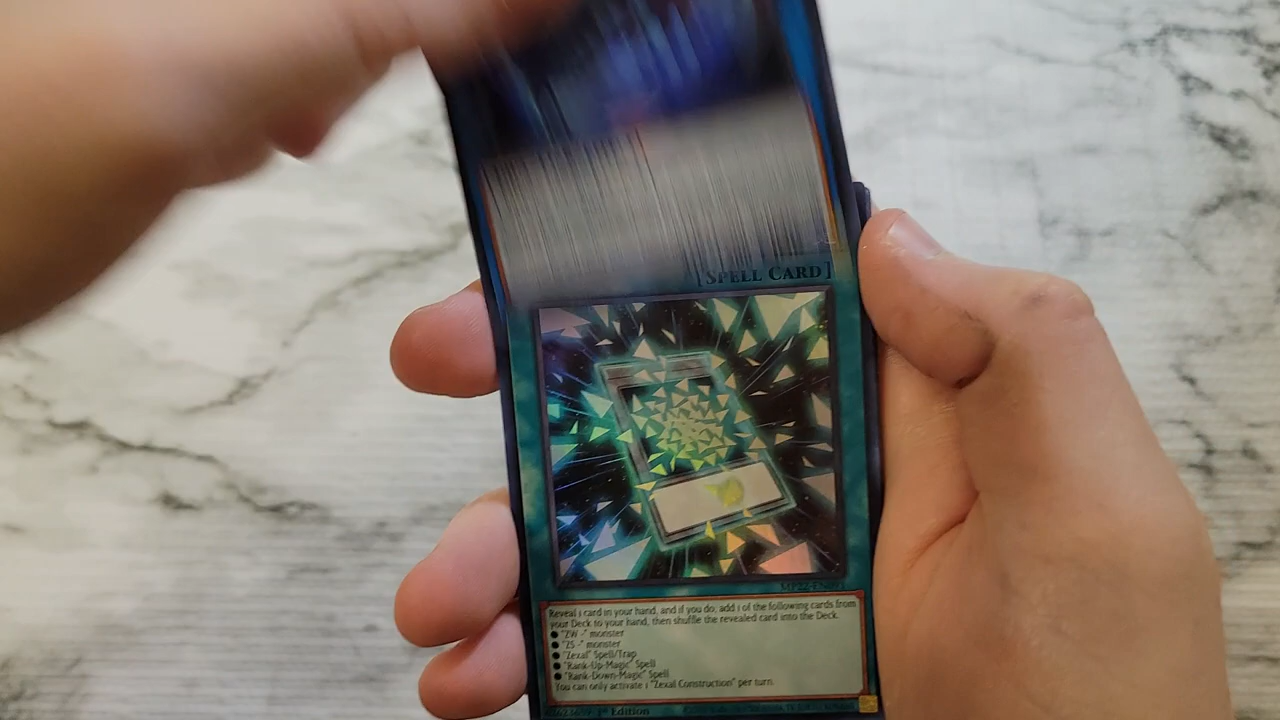 [SPELL CARD]
Reveal 1 card in your hand, and if you do, add 1 of the following cards from
your Deck to your hand, then shuffle the revealed card into the Deck.
● "ZW -" monster
● "ZS -" monster
● "Zexal" Spell/Trap
● "Rank-Up-Magic" Spell
● "Rank-Down-Magic" Spell
You can only activate 1 "Zexal Construction" per turn.
1st Edition